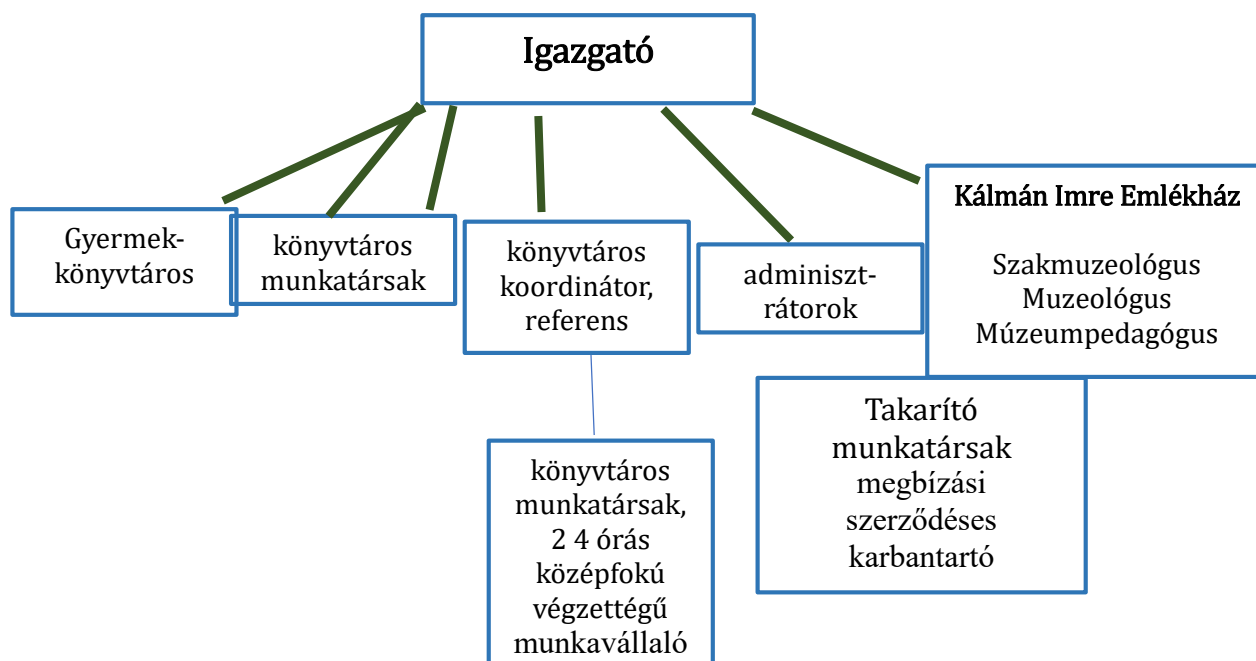 Igazgató
Gyermek-
könyvtáros
könyvtáros
munkatársak
könyvtáros
koordinátor,
referens
adminiszt-
rátorok
Kálmán Imre Emlékház
Szakmuzeológus
Muzeológus
Múzeumpedagógus
könyvtáros
munkatársak,
2 4 órás
középfokú
végzettégű
munkavállaló
Takarító
munkatársak
megbízási
szerződéses
karbantartó